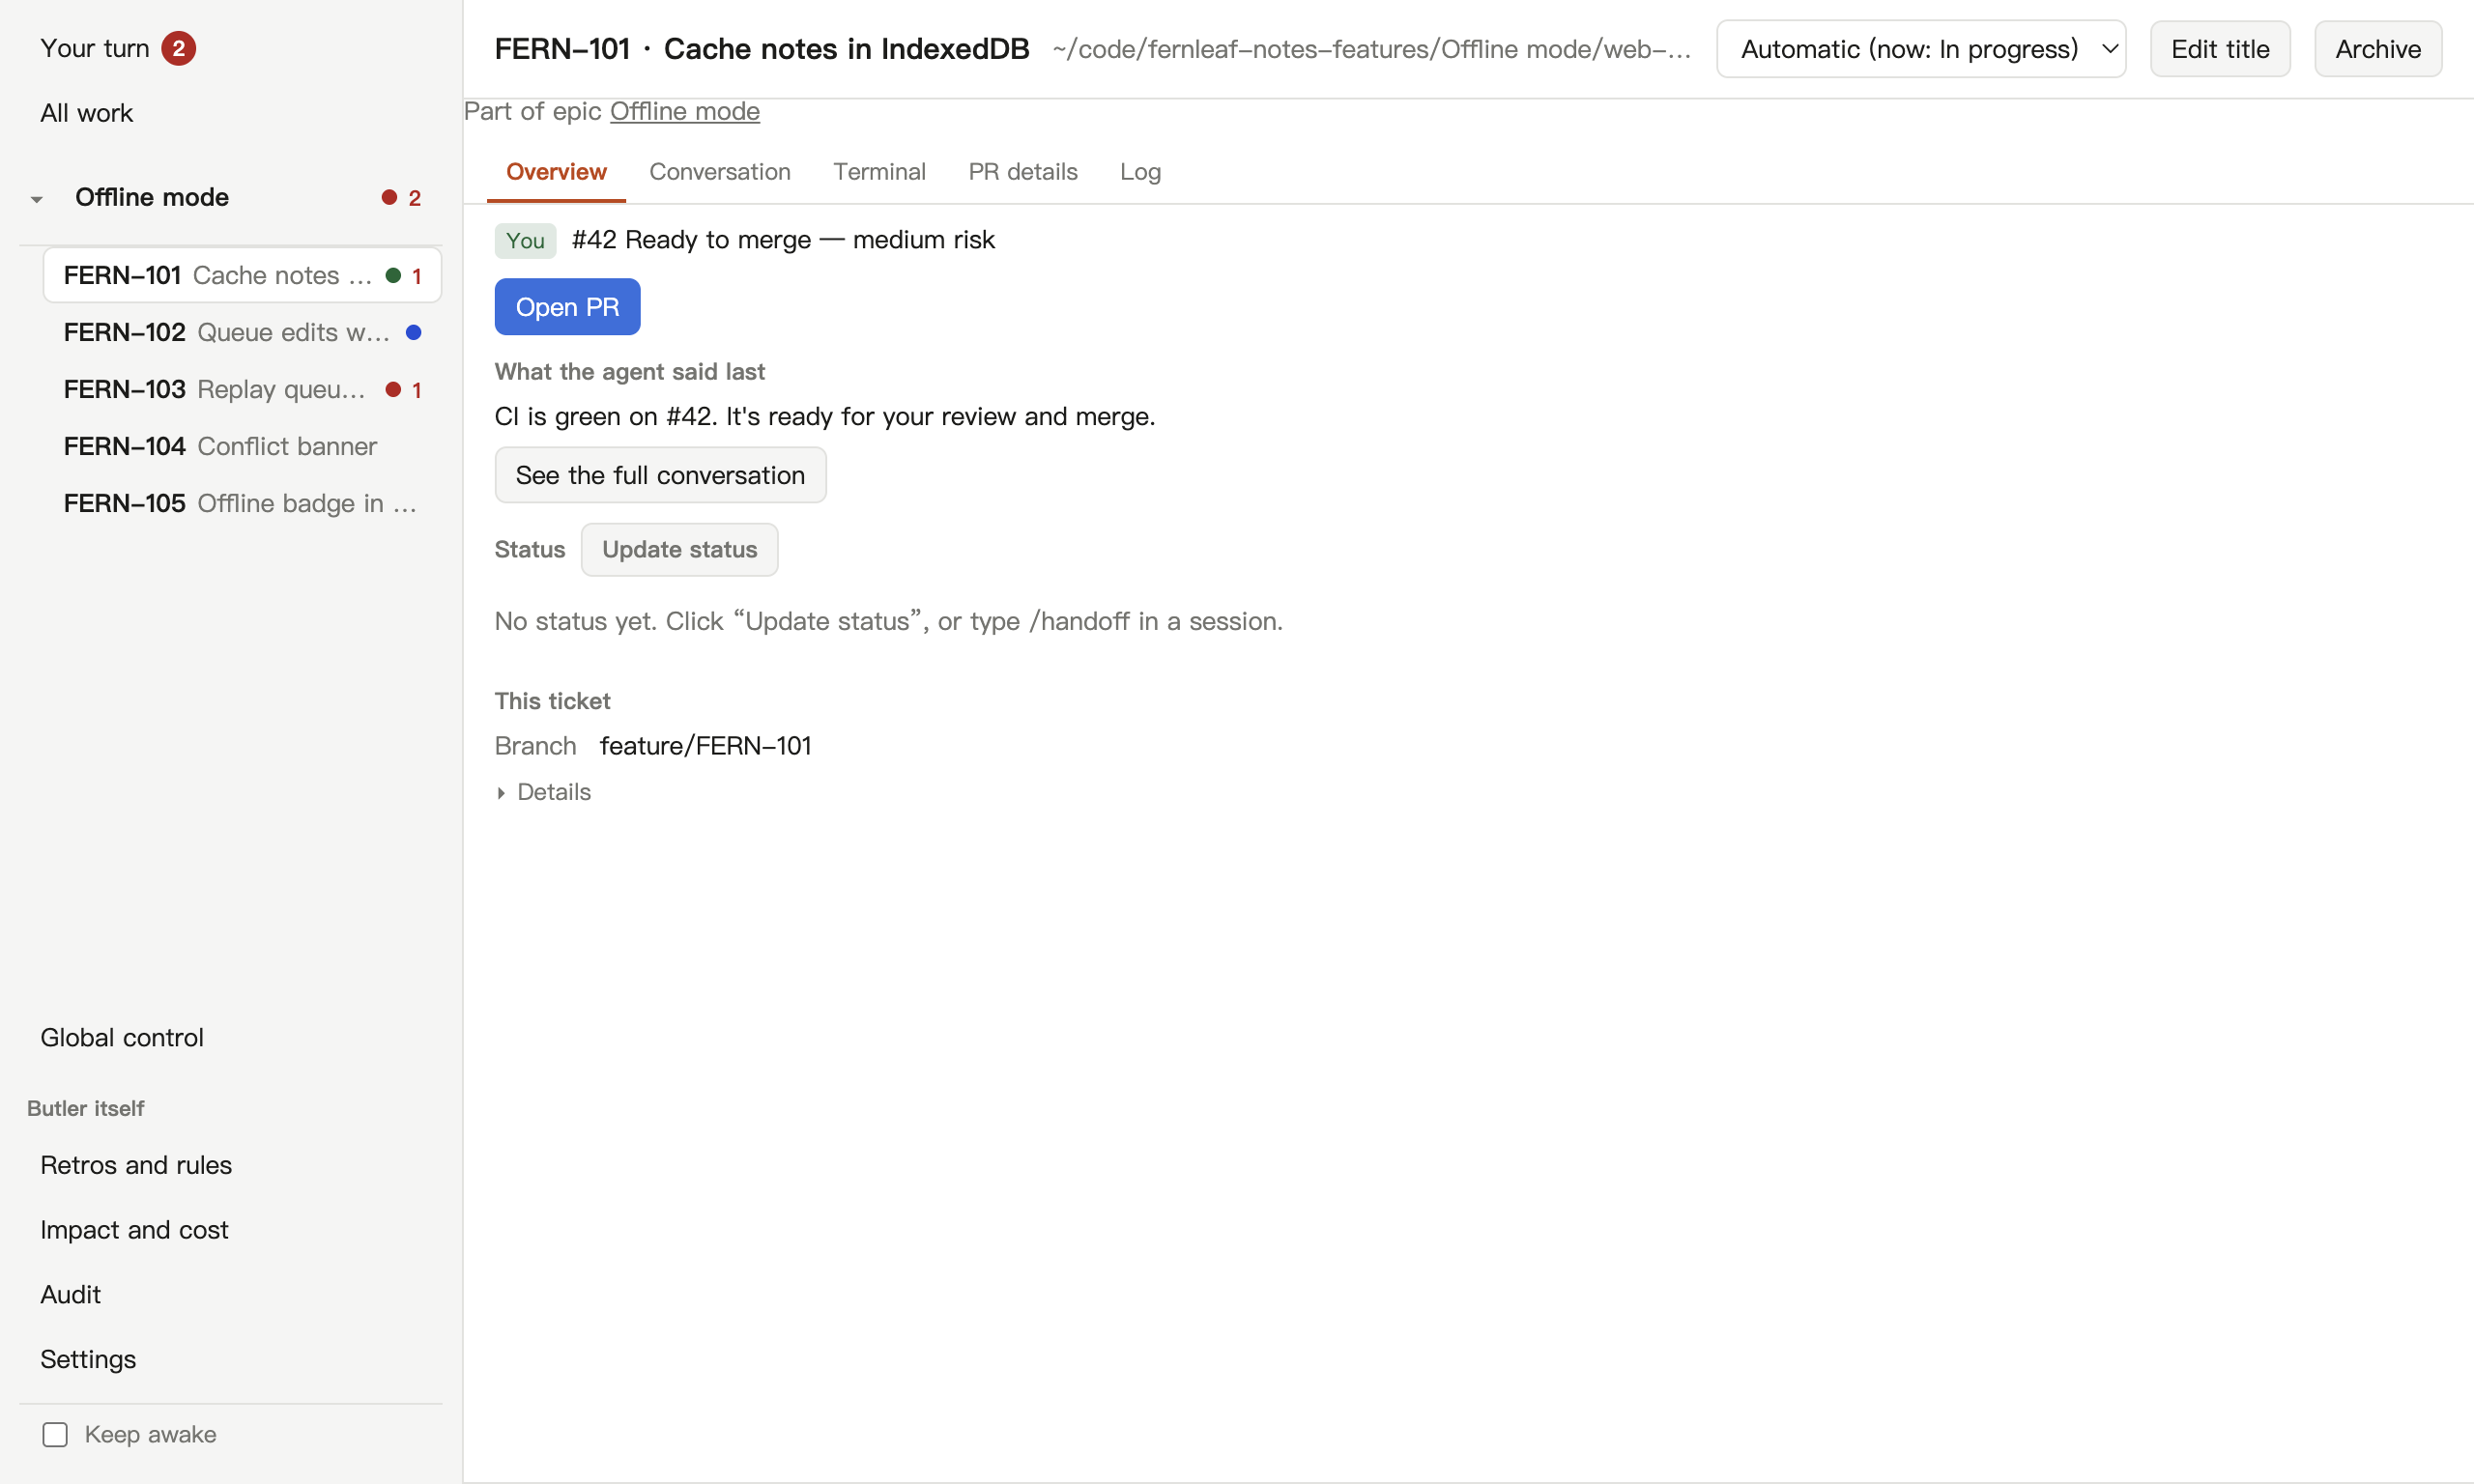 Your turn 2
All work
Offline mode 2
FERN-101 Cache notes ... 1
FERN-102 Queue edits w...
FERN-103 Replay queu... 1
FERN-104 Conflict banner
FERN-105 Offline badge in ...
Global control
Butler itself
Retros and rules
Impact and cost
Audit
Settings
Keep awake
FERN-101 · Cache notes in IndexedDB ~/code/fernleaf-notes-features/Offline mode/web-... Automatic (now: In progress) Edit title Archive
Part of epic Offline mode
Overview Conversation Terminal PR details Log
You #42 Ready to merge — medium risk
Open PR
What the agent said last
CI is green on #42. It's ready for your review and merge.
See the full conversation
Status Update status
No status yet. Click “Update status”, or type /handoff in a session.
This ticket
Branch feature/FERN-101
Details